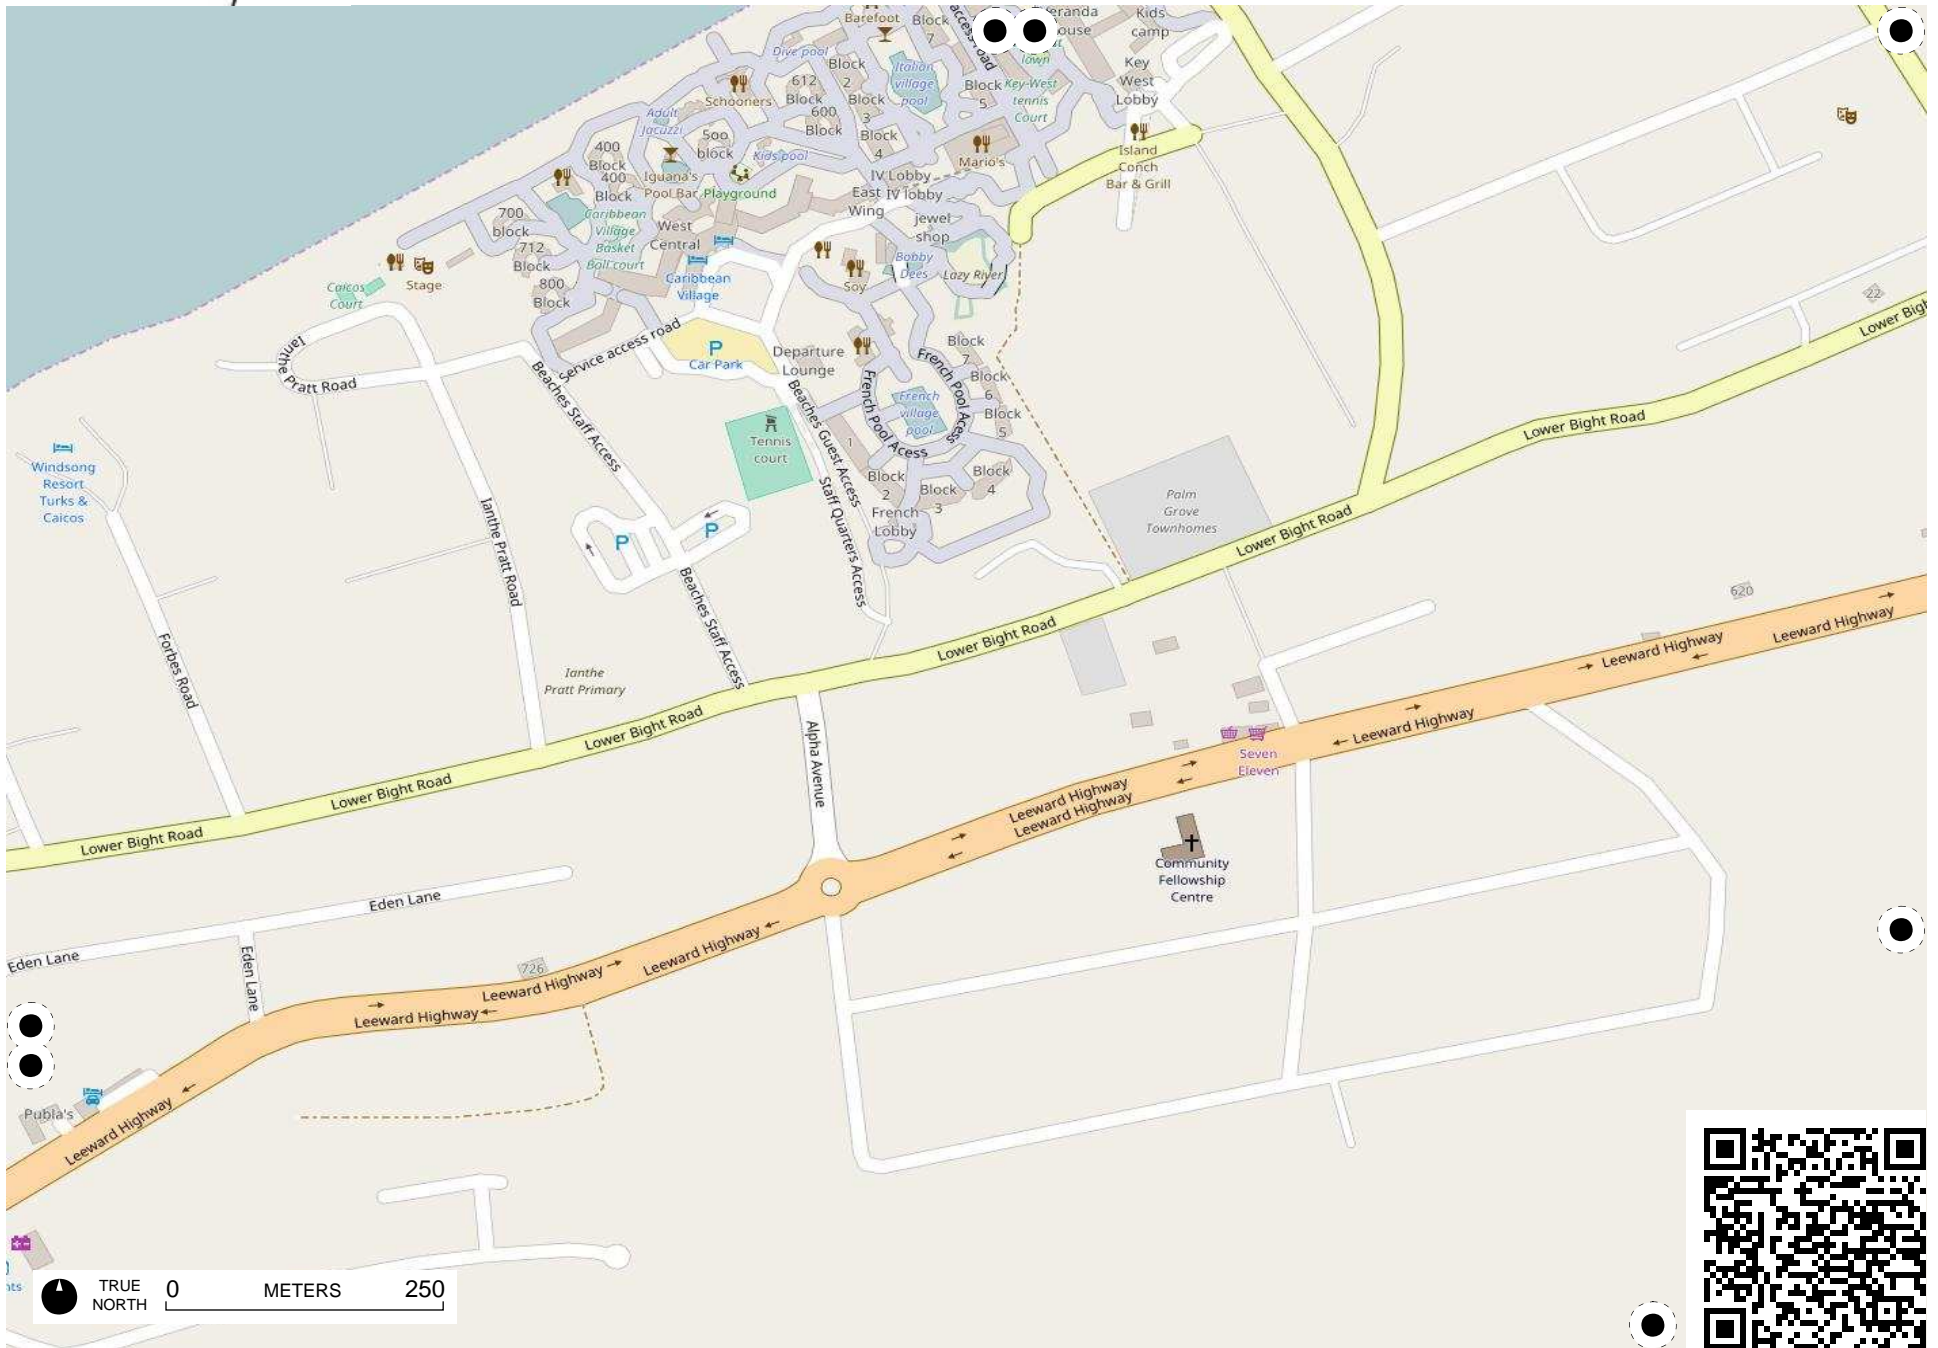 Barefoot
Block
7
access road
Veranda
House
Kids
camp
Dive pool
Block
2
Italian
village
pool
lawn
Key
West
Lobby
612
Block
Schooners
600
Block
Block
3
Block
5
Key-West
tennis
Court
Adult
Jacuzzi
500
block
Block
4
400
Block
Kids pool
Mario's
Island
Conch
Bar & Grill
400
Block
Iguana's
Pool Bar
Playground
IV Lobby
East
Wing
IV lobby
700
block
Caribbean
Village
Basket
Ball court
West
Central
jewel
shop
712
Block
Bobby
Dees
Lazy River
Stage
Caribbean
Village
Soy
Caicos
Court
800
Block
22
Lower Bigh
Ianthe Pratt Road
Service access road
P
Car Park
Departure
Lounge
Block
7
French Pool Acess
Block
6
French
village
pool
Block
5
French Pool Acess
Beaches Staff Access
Beaches Guest Access
Tennis
court
1
Lower Bight Road
Windsong
Resort
Turks &
Caicos
Block
2
Block
3
Block
4
French
Lobby
Staff Quarters Access
Palm
Grove
Townhomes
Lower Bight Road
Ianthe Pratt Road
P
P
Beaches Staff Access
620
Forbes Road
Ianthe
Pratt Primary
Lower Bight Road
Leeward Highway
Leeward Highway
Lower Bight Road
Leeward Highway
Alpha Avenue
Seven
Eleven
Lower Bight Road
Leeward Highway
Leeward Highway
Lower Bight Road
Community
Fellowship
Centre
Eden Lane
Eden Lane
Eden Lane
Leeward Highway
726
Leeward Highway
Leeward Highway
Publa's
Leeward Highway
nts
TRUE
NORTH
0 METERS 250